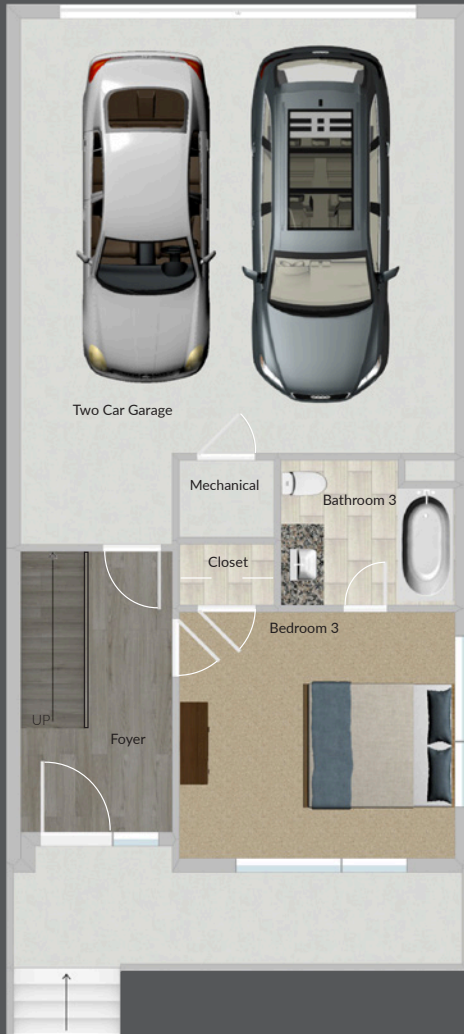 Two Car Garage
Mechanical
Bathroom 3
Closet
Bedroom 3
UP
Foyer